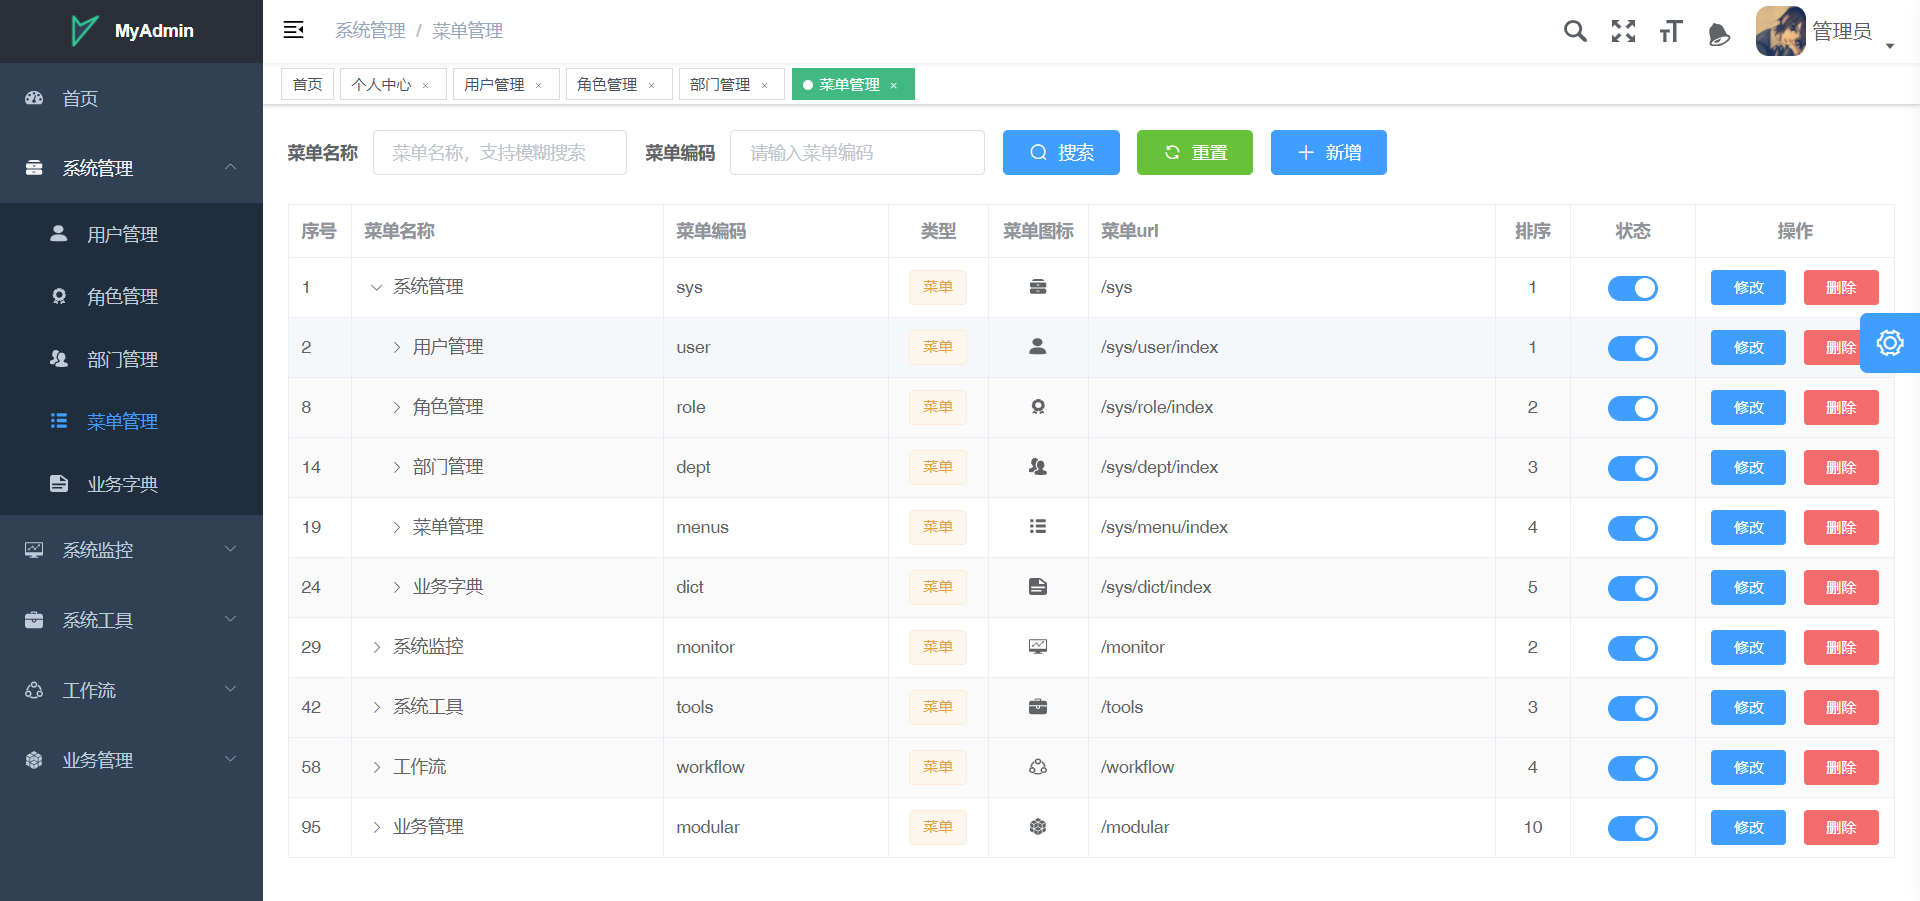 MyAdmin
系统管理 / 菜单管理
管理员
首页
个人中心 ×
用户管理 ×
角色管理 ×
部门管理 ×
菜单管理 ×
首页
系统管理
用户管理
角色管理
部门管理
菜单管理
业务字典
系统监控
系统工具
工作流
业务管理
菜单名称 菜单名称，支持模糊搜索 菜单编码 请输入菜单编码 搜索 重置 新增
序号 菜单名称 菜单编码 类型 菜单图标 菜单url 排序 状态 操作
1 系统管理 sys 菜单 /sys 1 修改 删除
2 用户管理 user 菜单 /sys/user/index 1 修改 删除
8 角色管理 role 菜单 /sys/role/index 2 修改 删除
14 部门管理 dept 菜单 /sys/dept/index 3 修改 删除
19 菜单管理 menus 菜单 /sys/menu/index 4 修改 删除
24 业务字典 dict 菜单 /sys/dict/index 5 修改 删除
29 系统监控 monitor 菜单 /monitor 2 修改 删除
42 系统工具 tools 菜单 /tools 3 修改 删除
58 工作流 workflow 菜单 /workflow 4 修改 删除
95 业务管理 modular 菜单 /modular 10 修改 删除